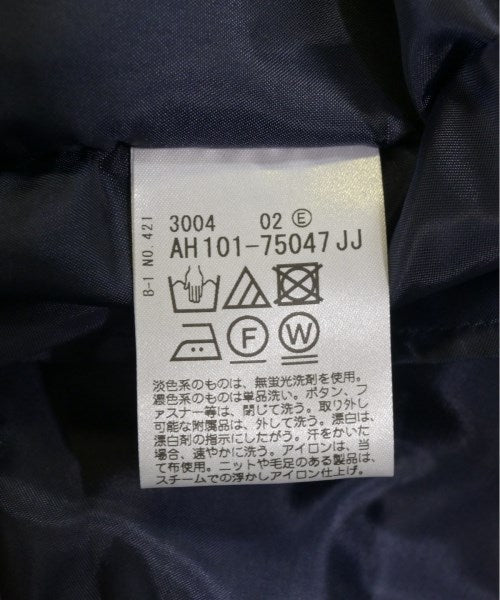 B-1 NO. 421
3004 02 Ⓔ
AH101-75047 JJ
F W
淡色系のものは、無蛍光洗剤を使用。
濃色系のものは単品洗い。ボタン、フ
ァスナー等は、閉じて洗う。取り外し
可能な附属品は、外して洗う。漂白は、
漂白剤の指示にしたがう。汗をかいた
場合、速やかに洗う。アイロンは、当
て布使用。ニットや毛足のある製品は、
スチームでの浮かしアイロン仕上げ。